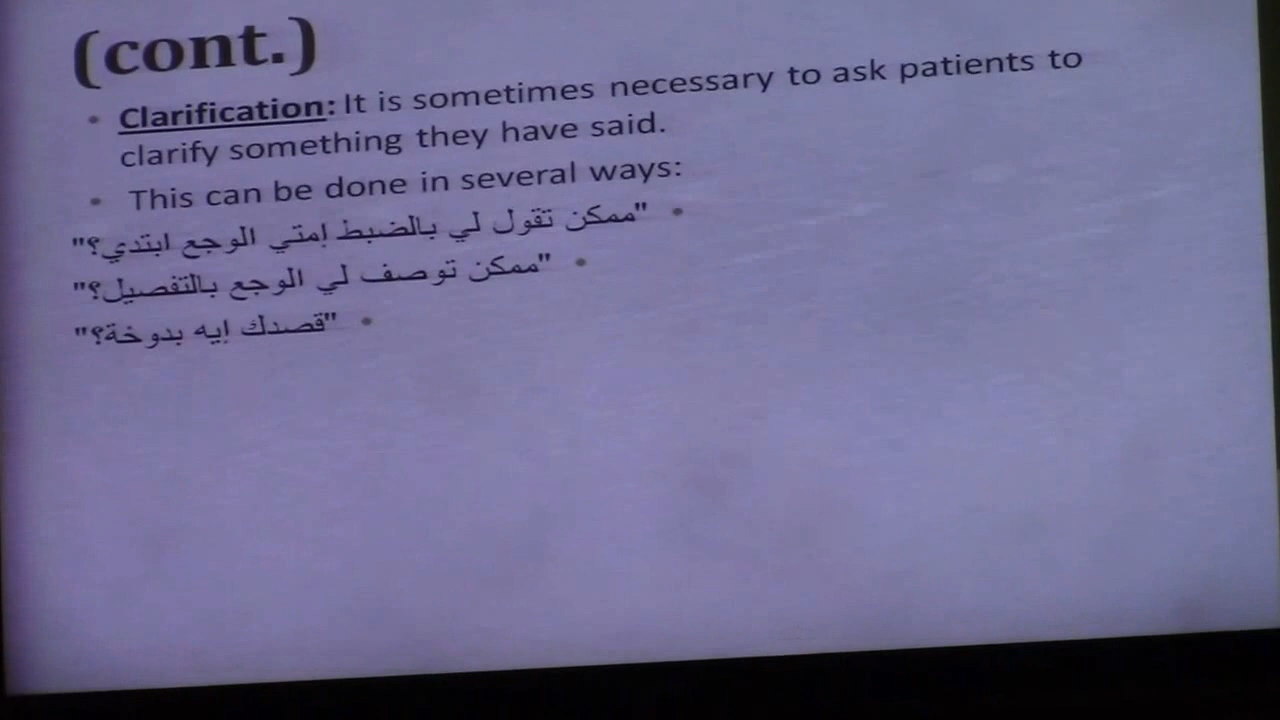 (cont.)
• Clarification: It is sometimes necessary to ask patients to
clarify something they have said.
• This can be done in several ways:
• "ممكن تقول لي بالضبط إمتي الوجع ابتدي؟"
• "ممكن توصف لي الوجع بالتفصيل؟"
• "قصدك إيه بدوخة؟"